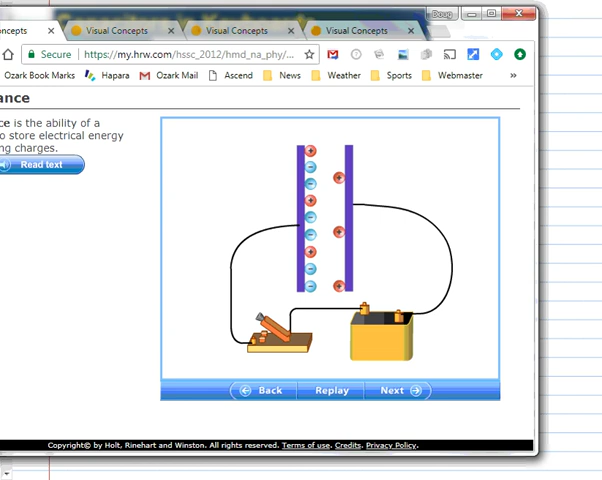 Doug
ncepts
Visual Concepts
Visual Concepts
Visual Concepts
Secure
https://my.hrw.com/hssc_2012/hmd_na_phy/...
Ozark Book Marks
Hapara
Ozark Mail
Ascend
News
Weather
Sports
Webmaster
»
ance
ce is the ability of a
o store electrical energy
ng charges.
Read text
Back
Replay
Next
Copyright© by Holt, Rinehart and Winston. All rights reserved. Terms of use. Credits. Privacy Policy.